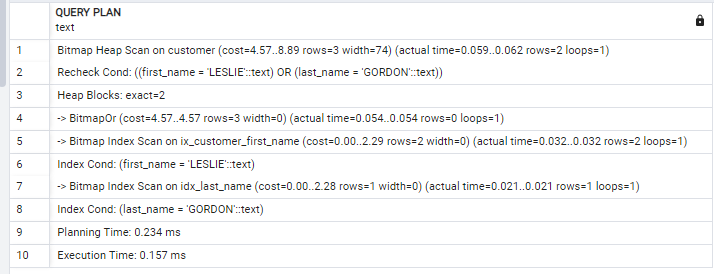 QUERY PLAN
text
1 Bitmap Heap Scan on customer (cost=4.57..8.89 rows=3 width=74) (actual time=0.059..0.062 rows=2 loops=1)
2 Recheck Cond: ((first_name = 'LESLIE'::text) OR (last_name = 'GORDON'::text))
3 Heap Blocks: exact=2
4 -> BitmapOr (cost=4.57..4.57 rows=3 width=0) (actual time=0.054..0.054 rows=0 loops=1)
5 -> Bitmap Index Scan on ix_customer_first_name (cost=0.00..2.29 rows=2 width=0) (actual time=0.032..0.032 rows=2 loops=1)
6 Index Cond: (first_name = 'LESLIE'::text)
7 -> Bitmap Index Scan on idx_last_name (cost=0.00..2.28 rows=1 width=0) (actual time=0.021..0.021 rows=1 loops=1)
8 Index Cond: (last_name = 'GORDON'::text)
9 Planning Time: 0.234 ms
10 Execution Time: 0.157 ms